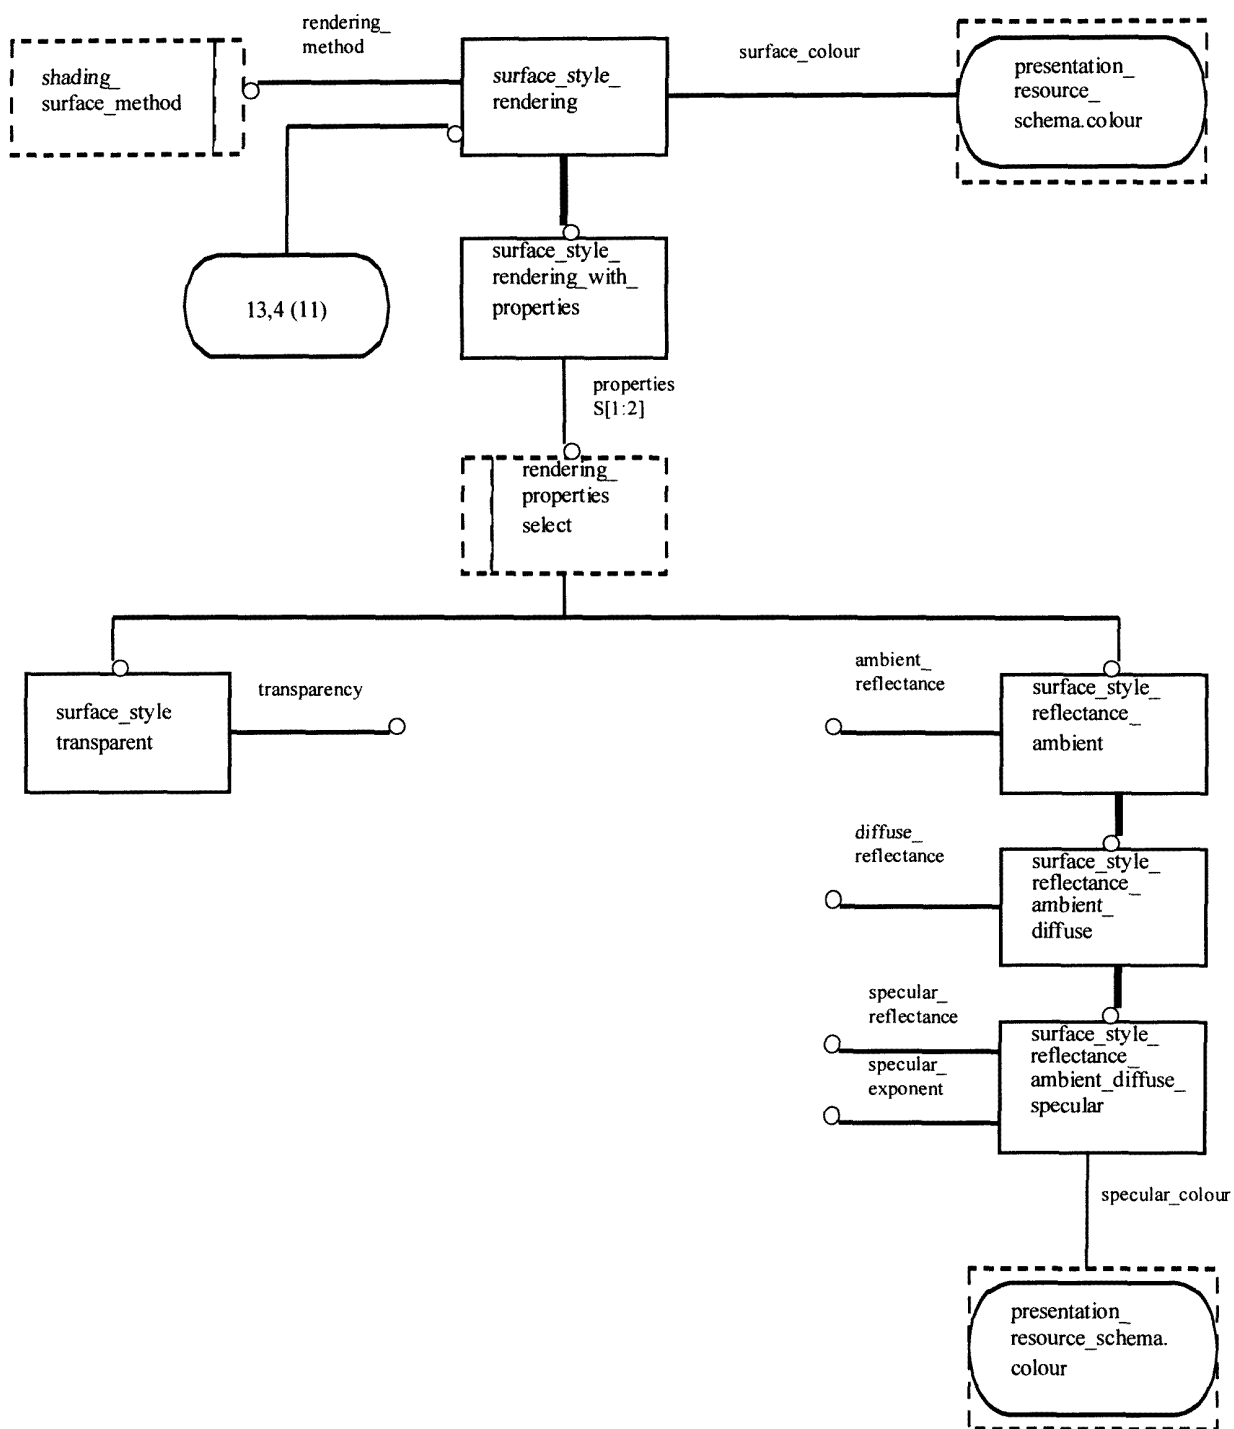 rendering_
method
shading_
surface_method
surface_style_
rendering
surface_colour
presentation_
resource_
schema.colour
13,4 (11)
surface_style_
rendering_with_
properties
properties
S[1:2]
rendering_
properties
select
surface_style
transparent
transparency
ambient_
reflectance
surface_style_
reflectance_
ambient
diffuse_
reflectance
surface_style_
reflectance_
ambient_
diffuse
specular_
reflectance
specular_
exponent
surface_style_
reflectance_
ambient_diffuse_
specular
specular_colour
presentation_
resource_schema.
colour